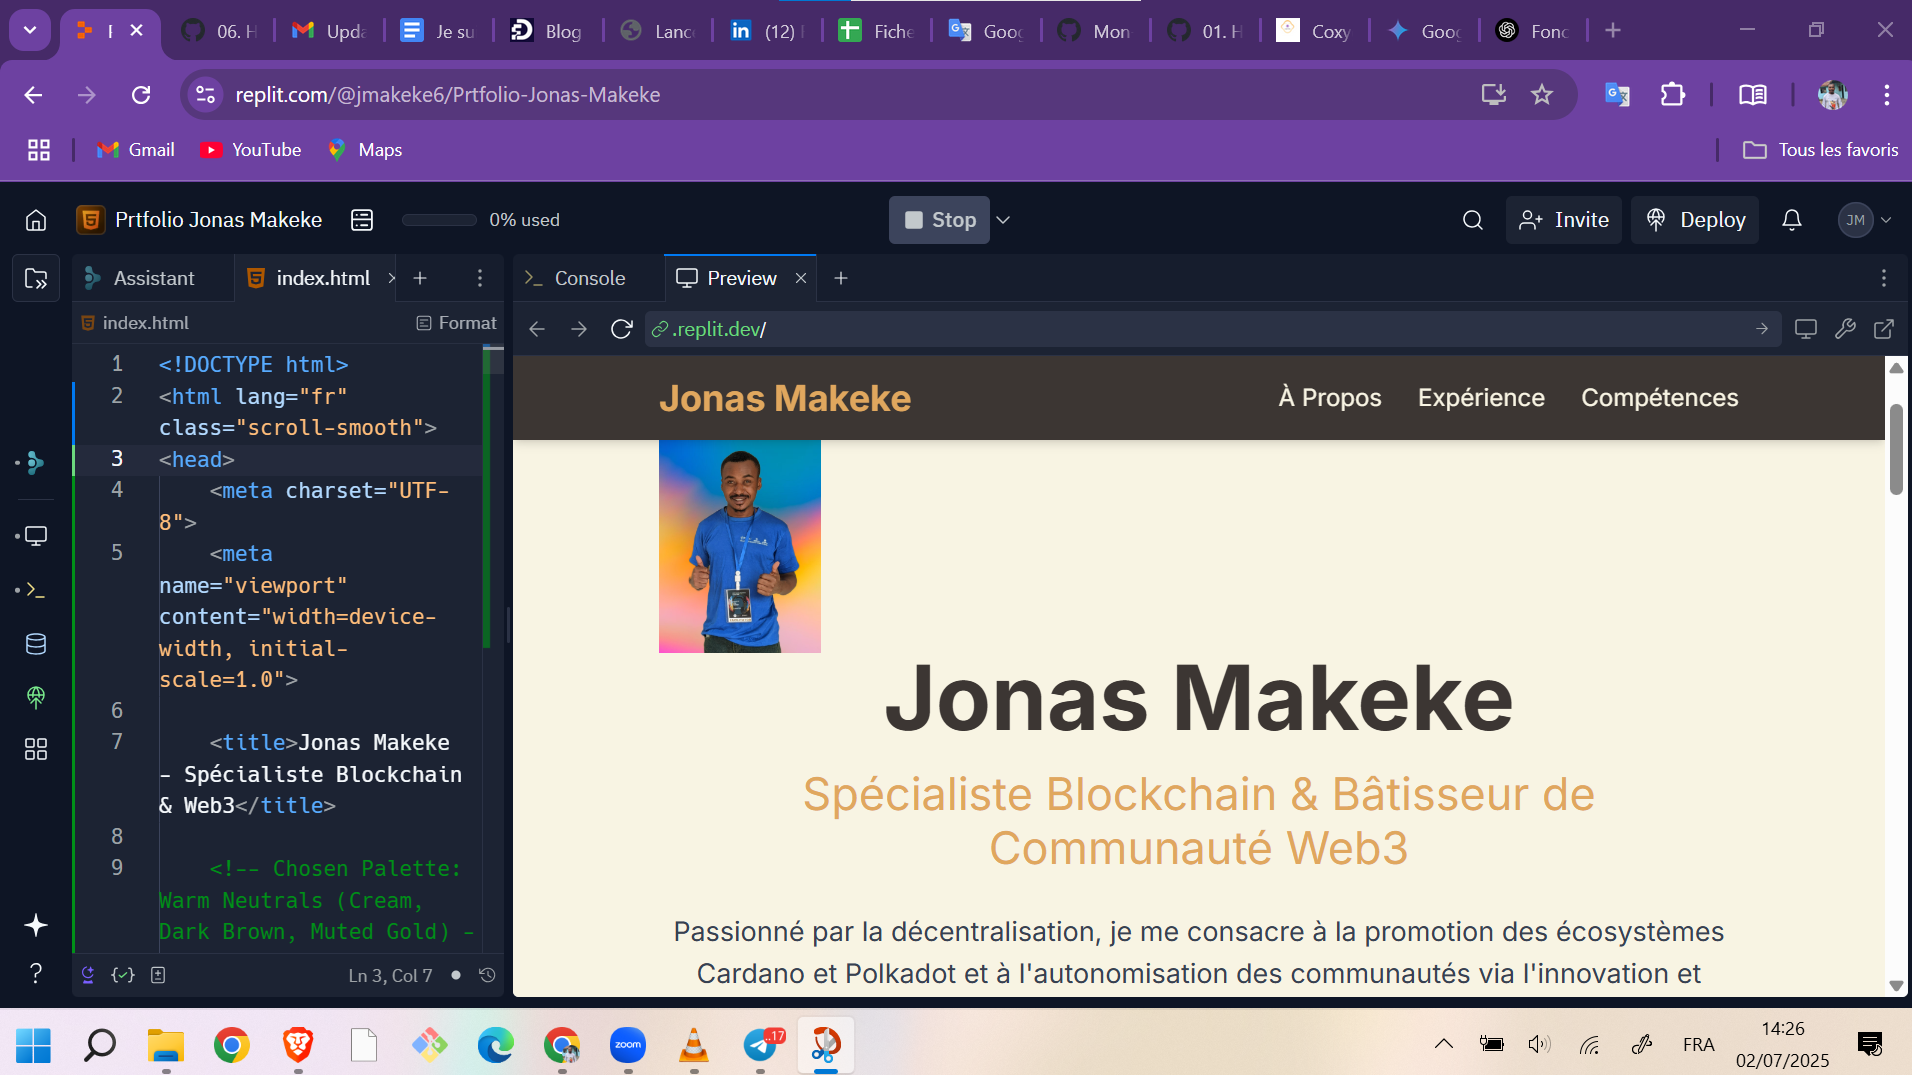 06. H
Upda
Je su
Blog
Lanc
(12)
Fiche
Goog
Mon
01. H
Coxy
Goog
Fonc
replit.com/@jmakeke6/Prtfolio-Jonas-Makeke
Gmail
YouTube
Maps
Tous les favoris
Prtfolio Jonas Makeke
0% used
Stop
Invite
Deploy
JM
Assistant
index.html
Console
Preview
index.html
Format
.replit.dev/
1 <!DOCTYPE html>
2 <html lang="fr"
class="scroll-smooth">
3 <head>
4 <meta charset="UTF-
8">
5 <meta
name="viewport"
content="width=device-
width, initial-
scale=1.0">
6
7 <title>Jonas Makeke
- Spécialiste Blockchain
& Web3</title>
8
9 <!-- Chosen Palette:
Warm Neutrals (Cream,
Dark Brown, Muted Gold) -
Ln 3, Col 7
Jonas Makeke
À Propos
Expérience
Compétences
Jonas Makeke
Spécialiste Blockchain & Bâtisseur de
Communauté Web3
Passionné par la décentralisation, je me consacre à la promotion des écosystèmes
Cardano et Polkadot et à l'autonomisation des communautés via l'innovation et
zoom
..17
FRA
14:26
02/07/2025